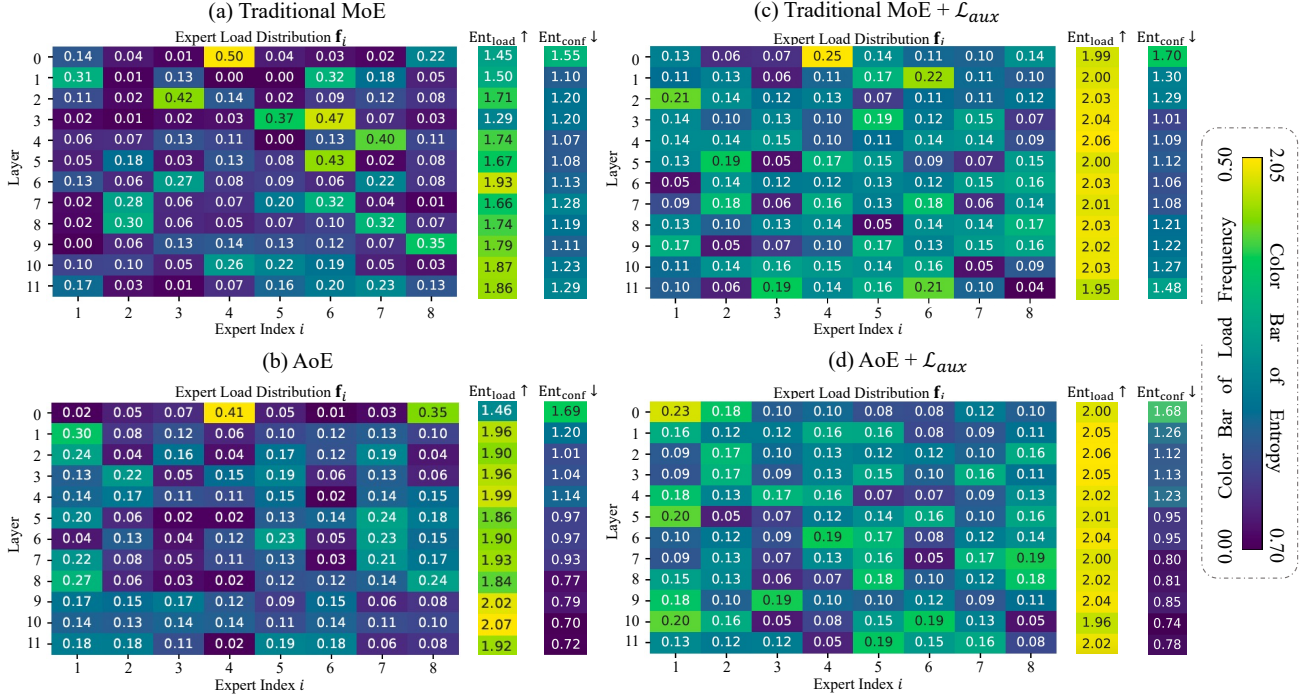 (a) Traditional MoE
Expert Load Distribution f_i Ent_load ↑ Ent_conf ↓
0 0.14 0.04 0.01 0.50 0.04 0.03 0.02 0.22 1.45 1.55
1 0.31 0.01 0.13 0.00 0.00 0.32 0.18 0.05 1.50 1.10
2 0.11 0.02 0.42 0.14 0.02 0.09 0.12 0.08 1.71 1.20
3 0.02 0.01 0.02 0.03 0.37 0.47 0.07 0.03 1.29 1.20
4 0.06 0.07 0.13 0.11 0.00 0.13 0.40 0.11 1.74 1.07
5 0.05 0.18 0.03 0.13 0.08 0.43 0.02 0.08 1.67 1.08
6 0.13 0.06 0.27 0.08 0.09 0.06 0.22 0.08 1.93 1.13
7 0.02 0.28 0.06 0.07 0.20 0.32 0.04 0.01 1.66 1.28
8 0.02 0.30 0.06 0.05 0.07 0.10 0.32 0.07 1.74 1.19
9 0.00 0.06 0.13 0.14 0.13 0.12 0.07 0.35 1.79 1.11
10 0.10 0.10 0.05 0.26 0.22 0.19 0.05 0.03 1.87 1.23
11 0.17 0.03 0.01 0.07 0.16 0.20 0.23 0.13 1.86 1.29
1 2 3 4 5 6 7 8
Expert Index i
Layer
(c) Traditional MoE + ℒ_aux
Expert Load Distribution f_i Ent_load ↑ Ent_conf ↓
0.13 0.06 0.07 0.25 0.14 0.11 0.10 0.14 1.99 1.70
0.11 0.13 0.06 0.11 0.17 0.22 0.11 0.10 2.00 1.30
0.21 0.14 0.12 0.13 0.07 0.11 0.11 0.12 2.03 1.29
0.14 0.10 0.13 0.10 0.19 0.12 0.15 0.07 2.04 1.01
0.14 0.14 0.10 0.15 0.10 0.11 0.14 0.14 0.09 2.06 1.09
0.13 0.19 0.05 0.17 0.15 0.09 0.07 0.15 2.00 1.12
0.05 0.14 0.12 0.12 0.13 0.12 0.15 0.16 2.03 1.06
0.09 0.18 0.06 0.16 0.13 0.18 0.06 0.14 2.01 1.08
0.13 0.10 0.14 0.14 0.05 0.14 0.14 0.17 2.03 1.21
0.17 0.05 0.07 0.10 0.17 0.13 0.15 0.16 2.02 1.22
0.11 0.14 0.16 0.15 0.14 0.16 0.05 0.09 2.03 1.27
0.10 0.06 0.19 0.14 0.16 0.21 0.10 0.04 1.95 1.48
1 2 3 4 5 6 7 8
Expert Index i
(b) AoE
Expert Load Distribution f_i Ent_load ↑ Ent_conf ↓
0 0.02 0.05 0.07 0.41 0.05 0.01 0.03 0.35 1.46 1.69
1 0.30 0.08 0.12 0.06 0.10 0.12 0.13 0.10 1.96 1.20
2 0.24 0.04 0.16 0.04 0.17 0.12 0.19 0.04 1.90 1.01
3 0.13 0.22 0.05 0.15 0.19 0.06 0.13 0.06 1.96 1.04
4 0.14 0.17 0.11 0.11 0.15 0.02 0.14 0.15 1.99 1.14
5 0.20 0.06 0.02 0.02 0.13 0.14 0.24 0.18 1.86 0.97
6 0.04 0.13 0.04 0.12 0.23 0.05 0.23 0.15 1.90 0.97
7 0.22 0.08 0.05 0.11 0.13 0.03 0.21 0.17 1.93 0.93
8 0.27 0.06 0.03 0.02 0.12 0.12 0.14 0.24 1.84 0.77
9 0.17 0.15 0.17 0.12 0.09 0.15 0.06 0.08 2.02 0.79
10 0.14 0.13 0.14 0.14 0.11 0.14 0.11 0.10 2.07 0.70
11 0.18 0.18 0.11 0.02 0.19 0.18 0.06 0.08 1.92 0.72
1 2 3 4 5 6 7 8
Expert Index i
Layer
(d) AoE + ℒ_aux
Expert Load Distribution f_i Ent_load ↑ Ent_conf ↓
0.23 0.18 0.10 0.10 0.08 0.08 0.12 0.10 2.00 1.68
0.16 0.12 0.12 0.16 0.16 0.08 0.09 0.11 2.05 1.26
0.09 0.17 0.10 0.12 0.12 0.12 0.10 0.16 2.06 1.12
0.09 0.17 0.09 0.13 0.15 0.10 0.16 0.11 2.05 1.13
0.18 0.13 0.17 0.16 0.07 0.07 0.09 0.13 2.02 1.23
0.20 0.05 0.07 0.12 0.14 0.16 0.10 0.16 2.01 0.95
0.10 0.12 0.09 0.19 0.17 0.08 0.12 0.14 2.04 0.95
0.09 0.13 0.07 0.13 0.16 0.05 0.17 0.19 2.00 0.80
0.15 0.13 0.06 0.07 0.18 0.10 0.12 0.18 2.02 0.81
0.18 0.10 0.19 0.10 0.10 0.12 0.09 0.11 2.04 0.85
0.20 0.16 0.05 0.08 0.15 0.19 0.13 0.05 1.96 0.74
0.13 0.12 0.12 0.05 0.19 0.15 0.16 0.08 2.02 0.78
1 2 3 4 5 6 7 8
Expert Index i
0.00 Color Bar of Load Frequency 0.50
0.70 Color Bar of Entropy 2.05